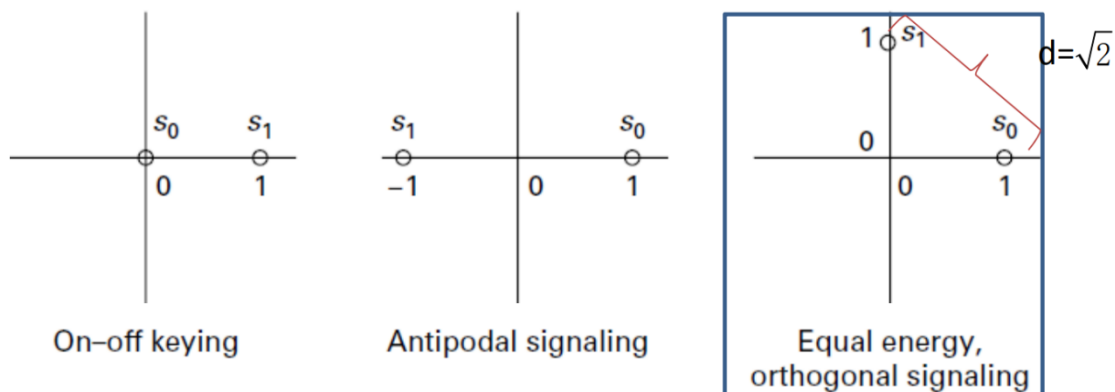 s0 s1
0 1
On–off keying
s1 s0
−1 0 1
Antipodal signaling
1 s1
d=√2
s0
0
0 1
Equal energy,
orthogonal signaling